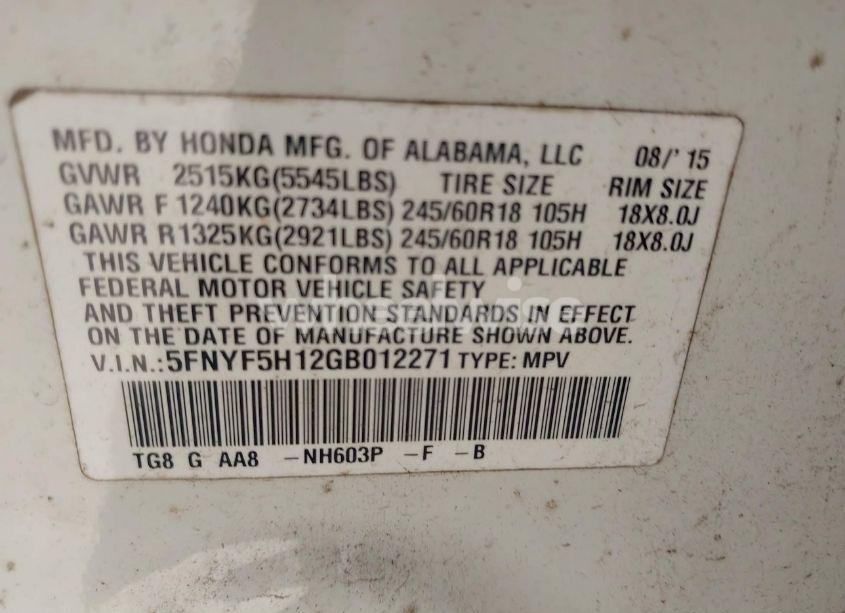 MFD. BY HONDA MFG. OF ALABAMA, LLC 08/' 15
GVWR 2515KG(5545LBS) TIRE SIZE RIM SIZE
GAWR F 1240KG(2734LBS) 245/60R18 105H 18X8.0J
GAWR R 1325KG(2921LBS) 245/60R18 105H 18X8.0J
THIS VEHICLE CONFORMS TO ALL APPLICABLE
FEDERAL MOTOR VEHICLE SAFETY
AND THEFT PREVENTION STANDARDS IN EFFECT
ON THE DATE OF MANUFACTURE SHOWN ABOVE.
V.I.N.: 5FNYF5H12GB012271 TYPE: MPV
TG8 G AA8 -NH603P -F -B